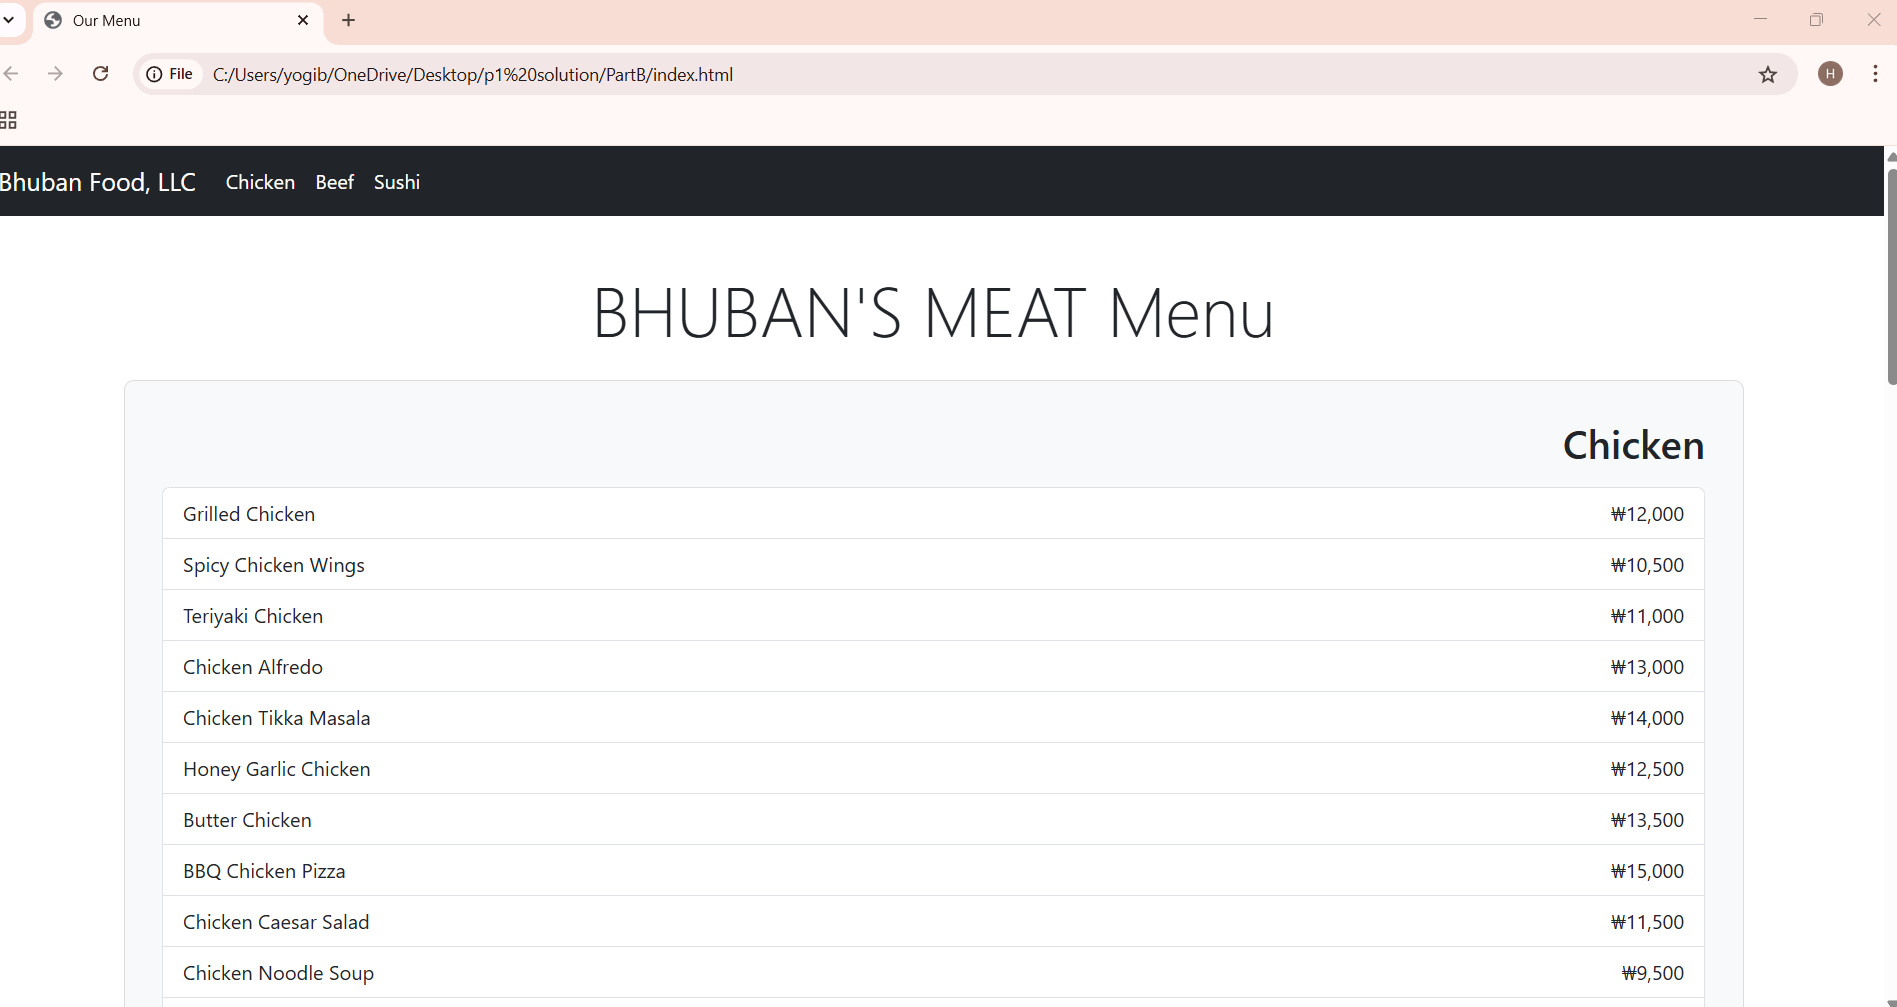 Our Menu
File C:/Users/yogib/OneDrive/Desktop/p1%20solution/PartB/index.html
H
Bhuban Food, LLC Chicken Beef Sushi
BHUBAN'S MEAT Menu
Chicken
Grilled Chicken ₩12,000
Spicy Chicken Wings ₩10,500
Teriyaki Chicken ₩11,000
Chicken Alfredo ₩13,000
Chicken Tikka Masala ₩14,000
Honey Garlic Chicken ₩12,500
Butter Chicken ₩13,500
BBQ Chicken Pizza ₩15,000
Chicken Caesar Salad ₩11,500
Chicken Noodle Soup ₩9,500